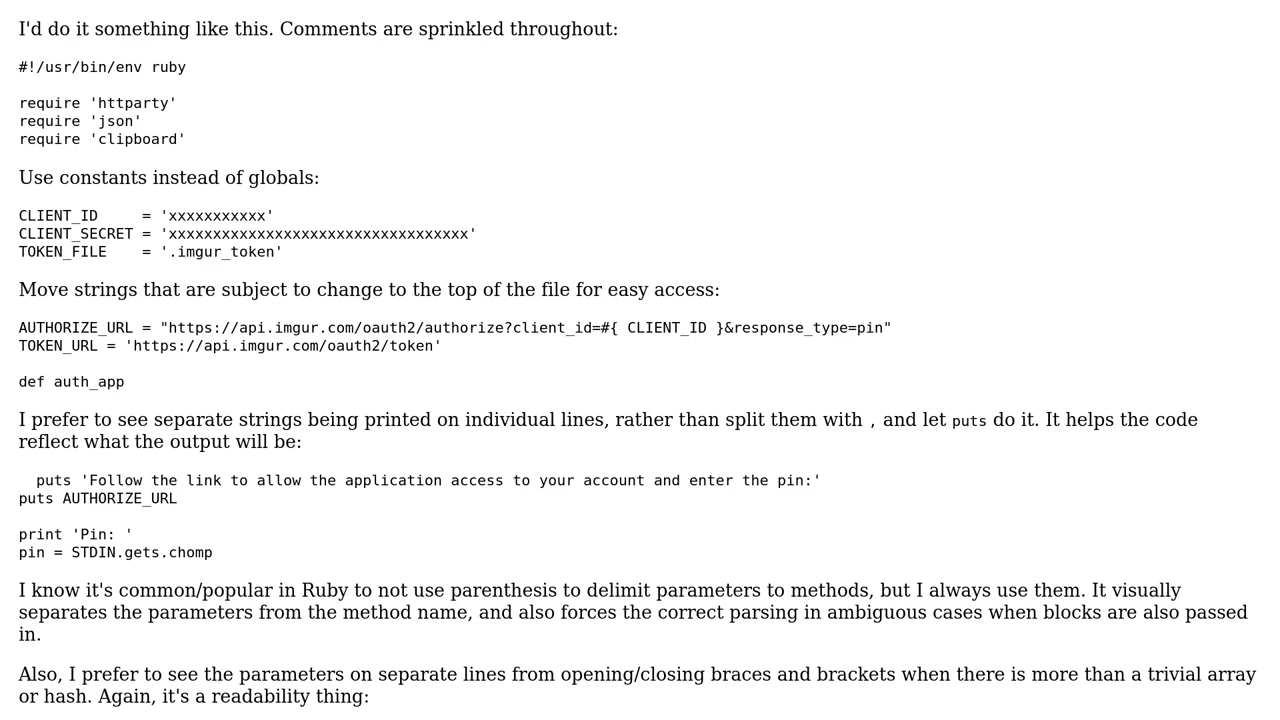 I'd do it something like this. Comments are sprinkled throughout:
#!/usr/bin/env ruby
require 'httparty'
require 'json'
require 'clipboard'
Use constants instead of globals:
CLIENT_ID     = 'xxxxxxxxxxx'
CLIENT_SECRET = 'xxxxxxxxxxxxxxxxxxxxxxxxxxxxxxxxxx'
TOKEN_FILE    = '.imgur_token'
Move strings that are subject to change to the top of the file for easy access:
AUTHORIZE_URL = "https://api.imgur.com/oauth2/authorize?client_id=#{ CLIENT_ID }&response_type=pin"
TOKEN_URL = 'https://api.imgur.com/oauth2/token'
def auth_app
I prefer to see separate strings being printed on individual lines, rather than split them with , and let puts do it. It helps the code
reflect what the output will be:
  puts 'Follow the link to allow the application access to your account and enter the pin:'
puts AUTHORIZE_URL
print 'Pin: '
pin = STDIN.gets.chomp
I know it's common/popular in Ruby to not use parenthesis to delimit parameters to methods, but I always use them. It visually
separates the parameters from the method name, and also forces the correct parsing in ambiguous cases when blocks are also passed
in.
Also, I prefer to see the parameters on separate lines from opening/closing braces and brackets when there is more than a trivial array
or hash. Again, it's a readability thing: